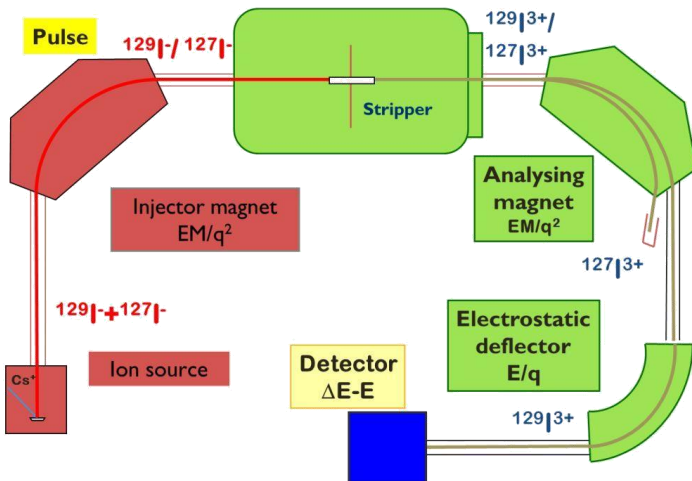 Pulse
129I-/ 127I-
129I3+/
127I3+
Stripper
Injector magnet
EM/q2
Analysing
magnet
EM/q2
127I3+
129I-+127I-
Ion source
Cs+
Detector
ΔE-E
Electrostatic
deflector
E/q
129I3+